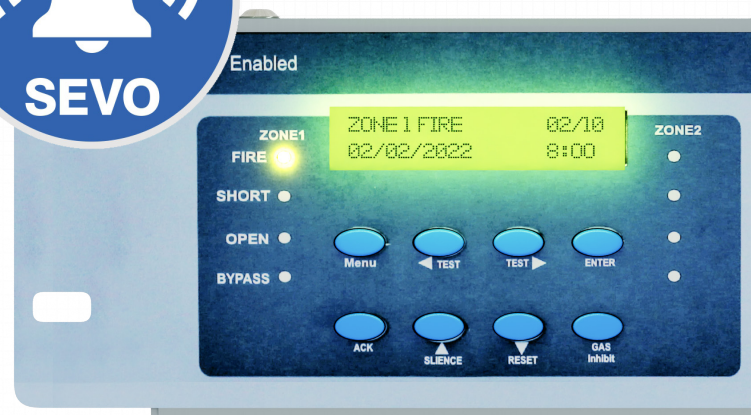 SEVO
Enabled
ZONE 1 FIRE 02/10
02/02/2022 8:00
ZONE1
FIRE
SHORT
OPEN
BYPASS
ZONE2
Menu
TEST
TEST
ENTER
ACK
SLIENCE
RESET
GAS
Inhibit